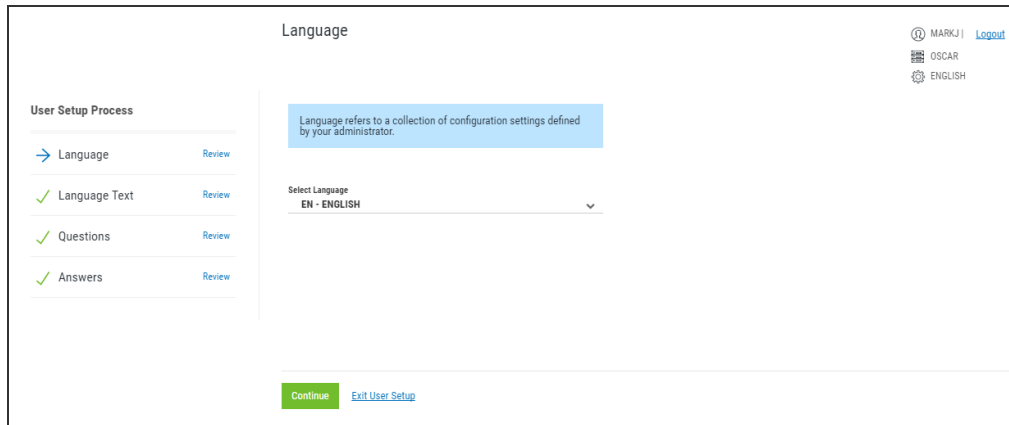 Language
MARKJ | Logout
OSCAR
ENGLISH
User Setup Process
Language Review
Language Text Review
Questions Review
Answers Review
Language refers to a collection of configuration settings defined
by your administrator.
Select Language
EN - ENGLISH
Continue Exit User Setup